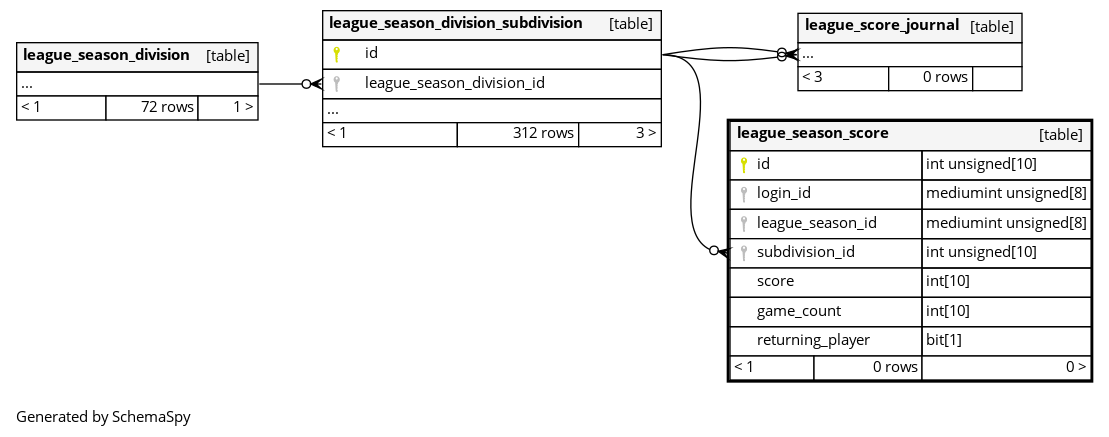 league_season_division [table]
...
< 1 72 rows 1 >
league_season_division_subdivision [table]
id
league_season_division_id
...
< 1 312 rows 3 >
league_score_journal [table]
...
< 3 0 rows
league_season_score [table]
id int unsigned[10]
login_id mediumint unsigned[8]
league_season_id mediumint unsigned[8]
subdivision_id int unsigned[10]
score int[10]
game_count int[10]
returning_player bit[1]
< 1 0 rows 0 >
Generated by SchemaSpy